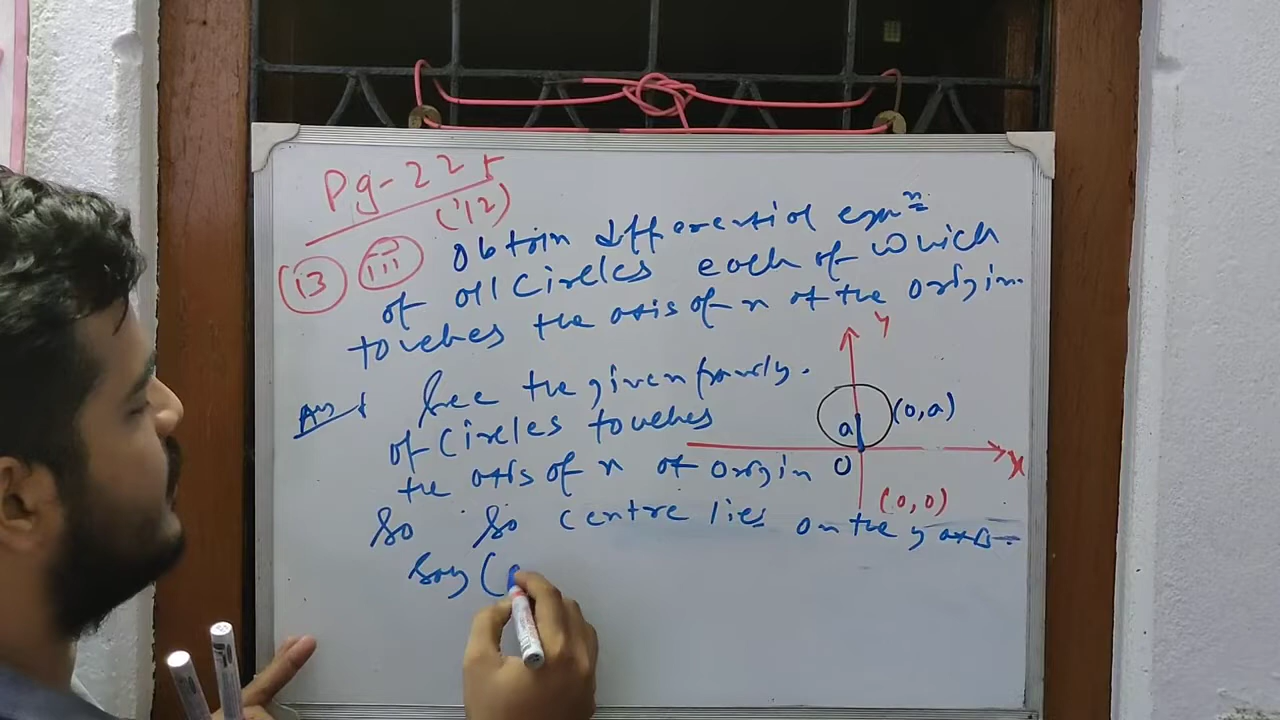 Pg-225
('12)
(13) (iii) Obtain differential eqn
of all Circles each of which
touches the axis of x at the origin.
Ans See the given family
of Circles touches
the axis of x at origin
So So centre lies on the y axis
Say (
Y
(0,a)
a
O
X
(0,0)